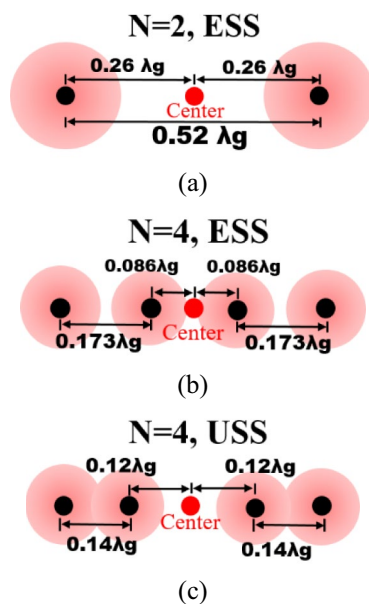 N=2, ESS
0.26 λg 0.26 λg
Center
0.52 λg
(a)
N=4, ESS
0.086λg 0.086λg
Center
0.173λg 0.173λg
(b)
N=4, USS
0.12λg 0.12λg
Center
0.14λg 0.14λg
(c)